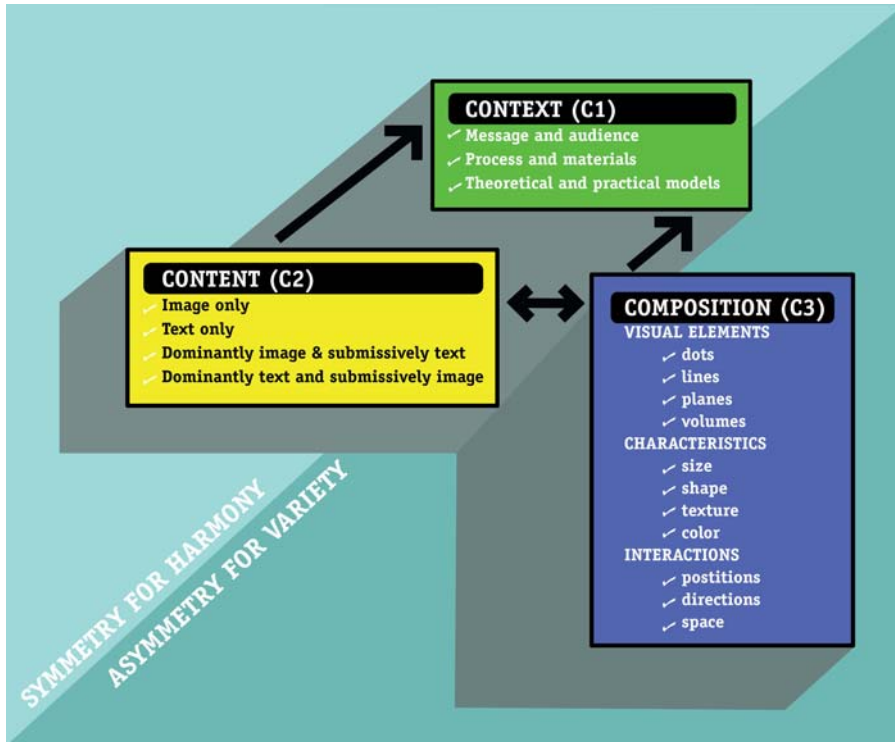 CONTEXT (C1)
Message and audience
Process and materials
Theoretical and practical models
CONTENT (C2)
Image only
Text only
Dominantly image & submissively text
Dominantly text and submissively image
COMPOSITION (C3)
VISUAL ELEMENTS
dots
lines
planes
volumes
CHARACTERISTICS
size
shape
texture
color
INTERACTIONS
postitions
directions
space
SYMMETRY FOR HARMONY
ASYMMETRY FOR VARIETY